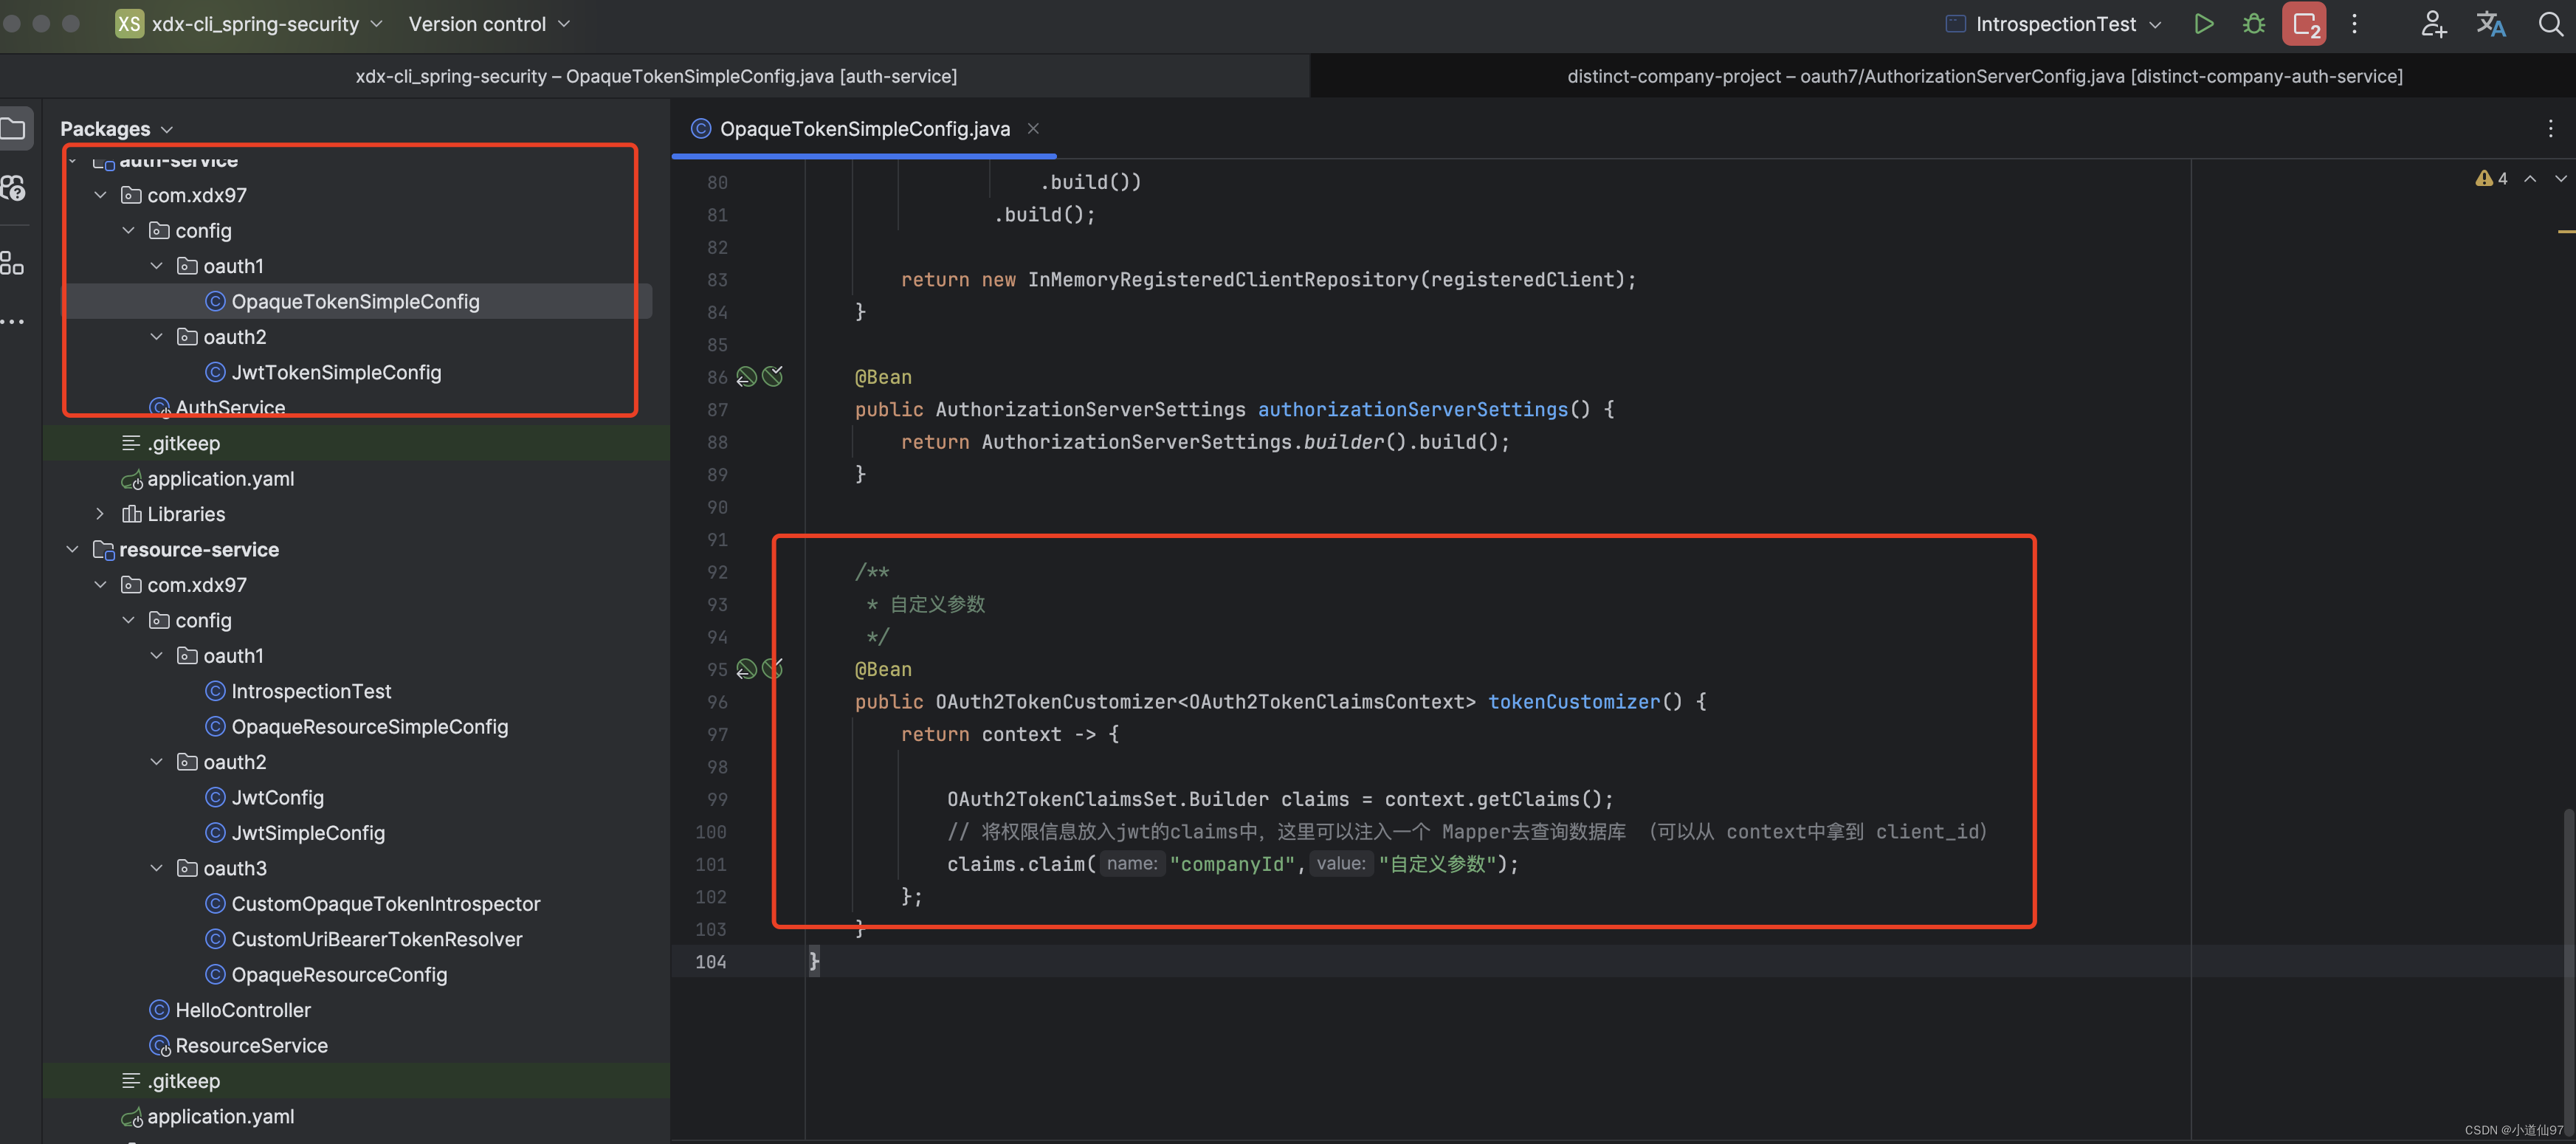 XS xdx-cli_spring-security Version control IntrospectionTest 2
xdx-cli_spring-security – OpaqueTokenSimpleConfig.java [auth-service] distinct-company-project – oauth7/AuthorizationServerConfig.java [distinct-company-auth-service]
Packages
auth-service
com.xdx97
config
oauth1
OpaqueTokenSimpleConfig
oauth2
JwtTokenSimpleConfig
AuthService
.gitkeep
application.yaml
Libraries
resource-service
com.xdx97
config
oauth1
IntrospectionTest
OpaqueResourceSimpleConfig
oauth2
JwtConfig
JwtSimpleConfig
oauth3
CustomOpaqueTokenIntrospector
CustomUriBearerTokenResolver
OpaqueResourceConfig
HelloController
ResourceService
.gitkeep
application.yaml
OpaqueTokenSimpleConfig.java
4
80 .build())
81 .build();
82
83 return new InMemoryRegisteredClientRepository(registeredClient);
84 }
85
86 @Bean
87 public AuthorizationServerSettings authorizationServerSettings() {
88 return AuthorizationServerSettings.builder().build();
89 }
90
91
92 /**
93 * 自定义参数
94 */
95 @Bean
96 public OAuth2TokenCustomizer<OAuth2TokenClaimsContext> tokenCustomizer() {
97 return context -> {
98
99 OAuth2TokenClaimsSet.Builder claims = context.getClaims();
100 // 将权限信息放入jwt的claims中，这里可以注入一个 Mapper去查询数据库 （可以从 context中拿到 client_id）
101 claims.claim( name: "companyId", value: "自定义参数");
102 };
103 }
104 }
CSDN @小道仙97